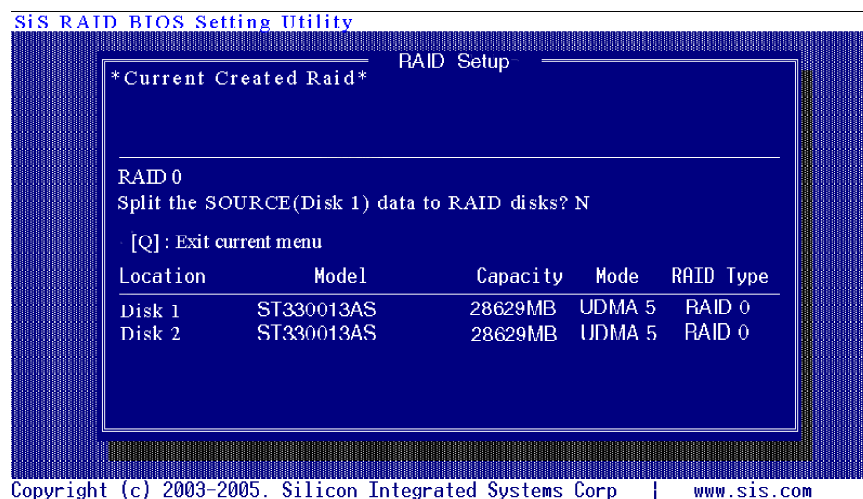 SiS RAID BIOS Setting Utility
RAID Setup
*Current Created Raid*
RAID 0
Split the SOURCE(Disk 1) data to RAID disks? N
[Q] : Exit current menu
Location Model Capacity Mode RAID Type
Disk 1 ST330013AS 28629MB UDMA 5 RAID 0
Disk 2 ST330013AS 28629MB UDMA 5 RAID 0
Copyright (c) 2003-2005. Silicon Integrated Systems Corp | www.sis.com